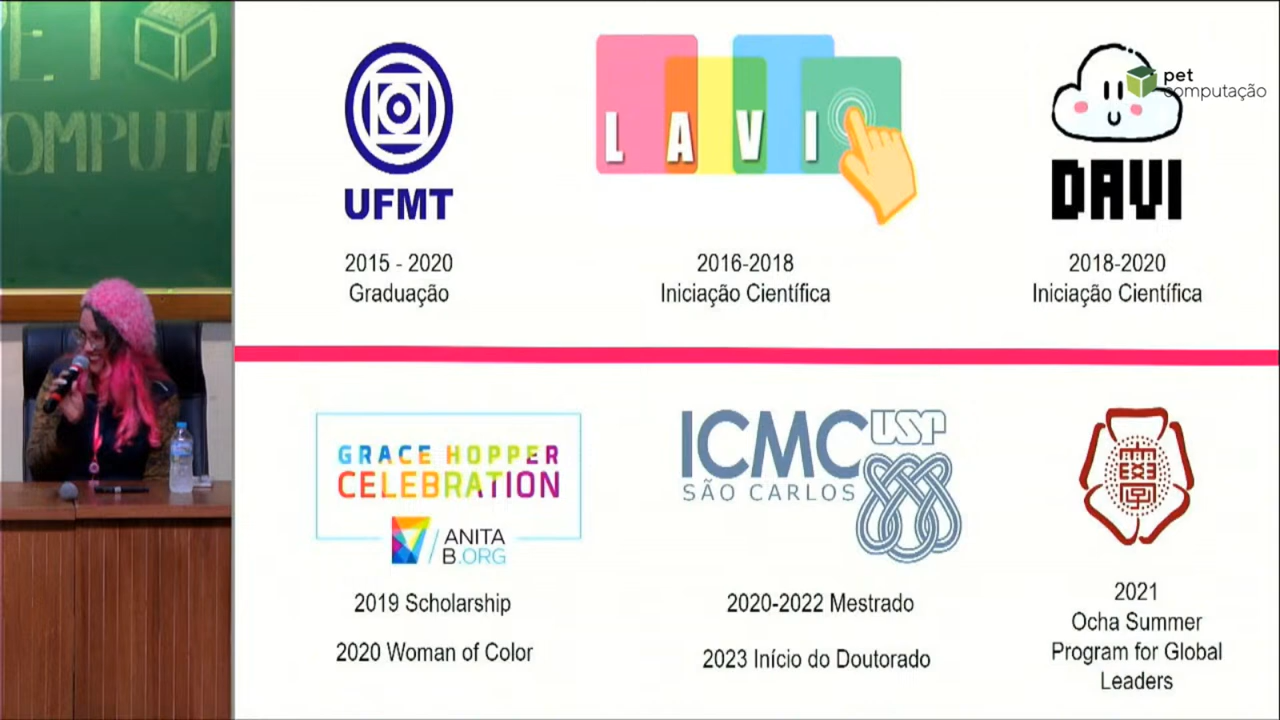 PET
COMPUTA
pet
computação
UFMT
2015 - 2020
Graduação
LAVI
2016-2018
Iniciação Científica
DAVI
2018-2020
Iniciação Científica
GRACE HOPPER
CELEBRATION
ANITA
B.ORG
2019 Scholarship
2020 Woman of Color
ICMC USP
SÃO CARLOS
2020-2022 Mestrado
2023 Início do Doutorado
2021
Ocha Summer
Program for Global
Leaders